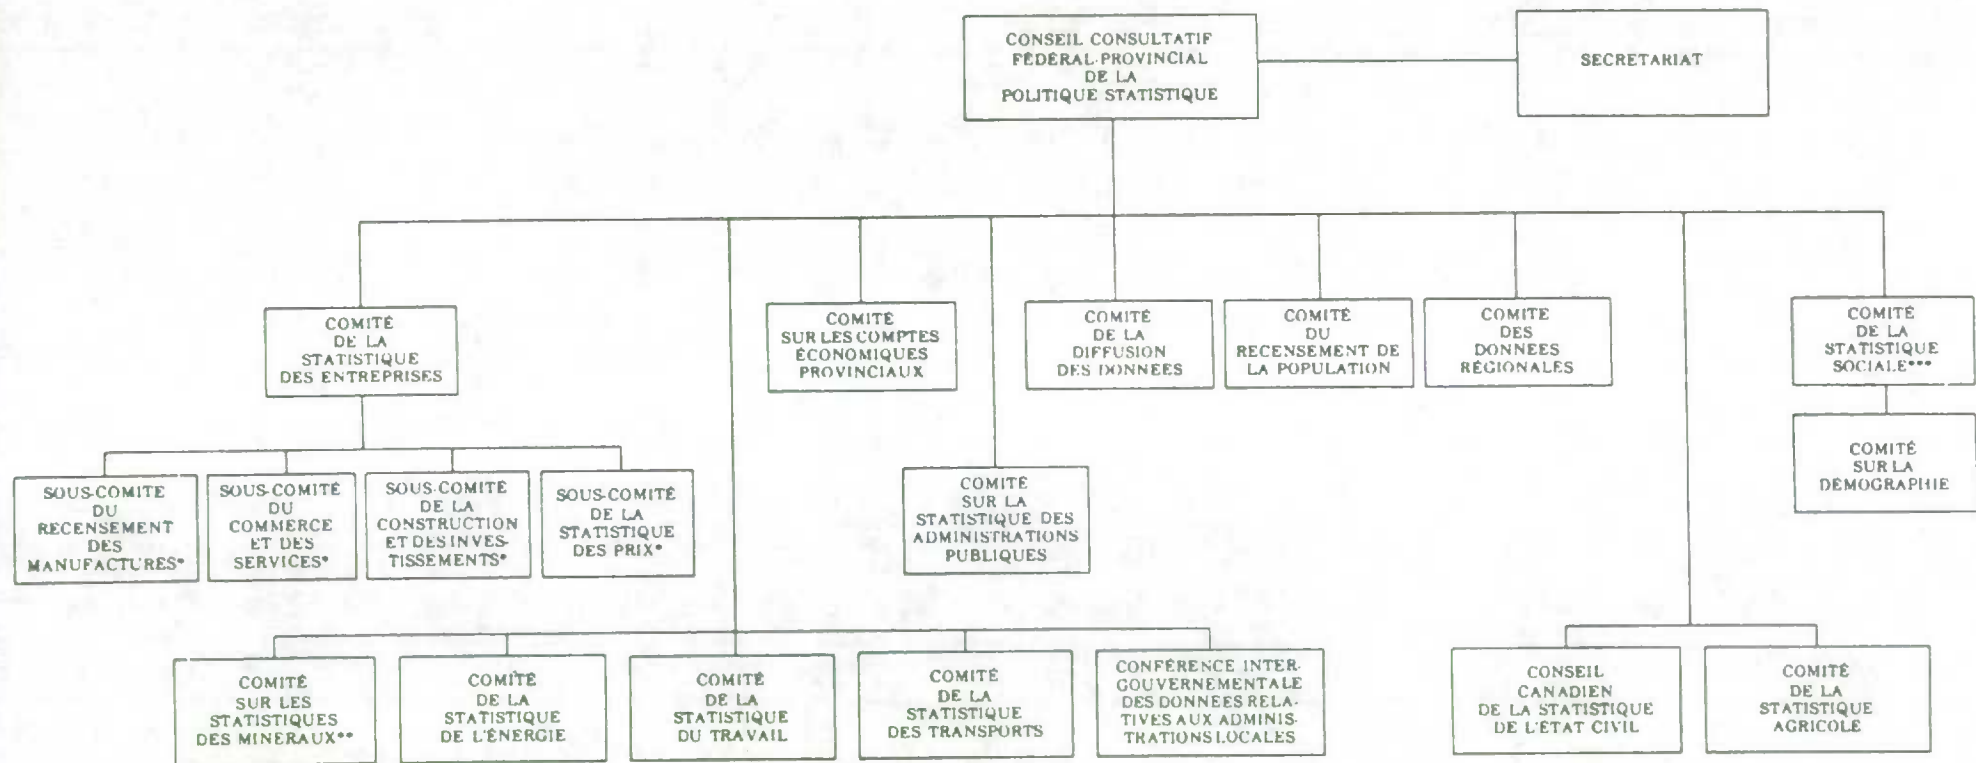 CONSEIL CONSULTATIF
FÉDÉRAL-PROVINCIAL
DE LA
POLITIQUE STATISTIQUE
SECRETARIAT
COMITÉ
DE LA
STATISTIQUE
DES ENTREPRISES
COMITÉ
SUR LES COMPTES
ÉCONOMIQUES
PROVINCIAUX
COMITÉ
DE LA
DIFFUSION
DES DONNÉES
COMITÉ
DU
RECENSEMENT DE
LA POPULATION
COMITE
DES
DONNÉES
RÉGIONALES
COMITÉ
DE LA
STATISTIQUE
SOCIALE***
COMITÉ
SUR LA
DÉMOGRAPHIE
SOUS-COMITÉ
DU
RECENSEMENT
DES
MANUFACTURES*
SOUS-COMITÉ
DU
COMMERCE
ET DES
SERVICES*
SOUS-COMITÉ
DE LA
CONSTRUCTION
ET DES INVES-
TISSEMENTS*
SOUS-COMITÉ
DE LA
STATISTIQUE
DES PRIX*
COMITÉ
SUR LA
STATISTIQUE DES
ADMINISTRATIONS
PUBLIQUES
COMITÉ
SUR LES
STATISTIQUES
DES MINERAUX**
COMITÉ
DE LA
STATISTIQUE
DE L'ÉNERGIE
COMITÉ
DE LA
STATISTIQUE
DU TRAVAIL
COMITÉ
DE LA
STATISTIQUE
DES TRANSPORTS
CONFÉRENCE INTER-
GOUVERNEMENTALE
DES DONNÉES RELA-
TIVES AUX ADMINIS-
TRATIONS LOCALES
CONSEIL
CANADIEN
DE LA STATISTIQUE
DE L'ÉTAT CIVIL
COMITÉ
DE LA
STATISTIQUE
AGRICOLE